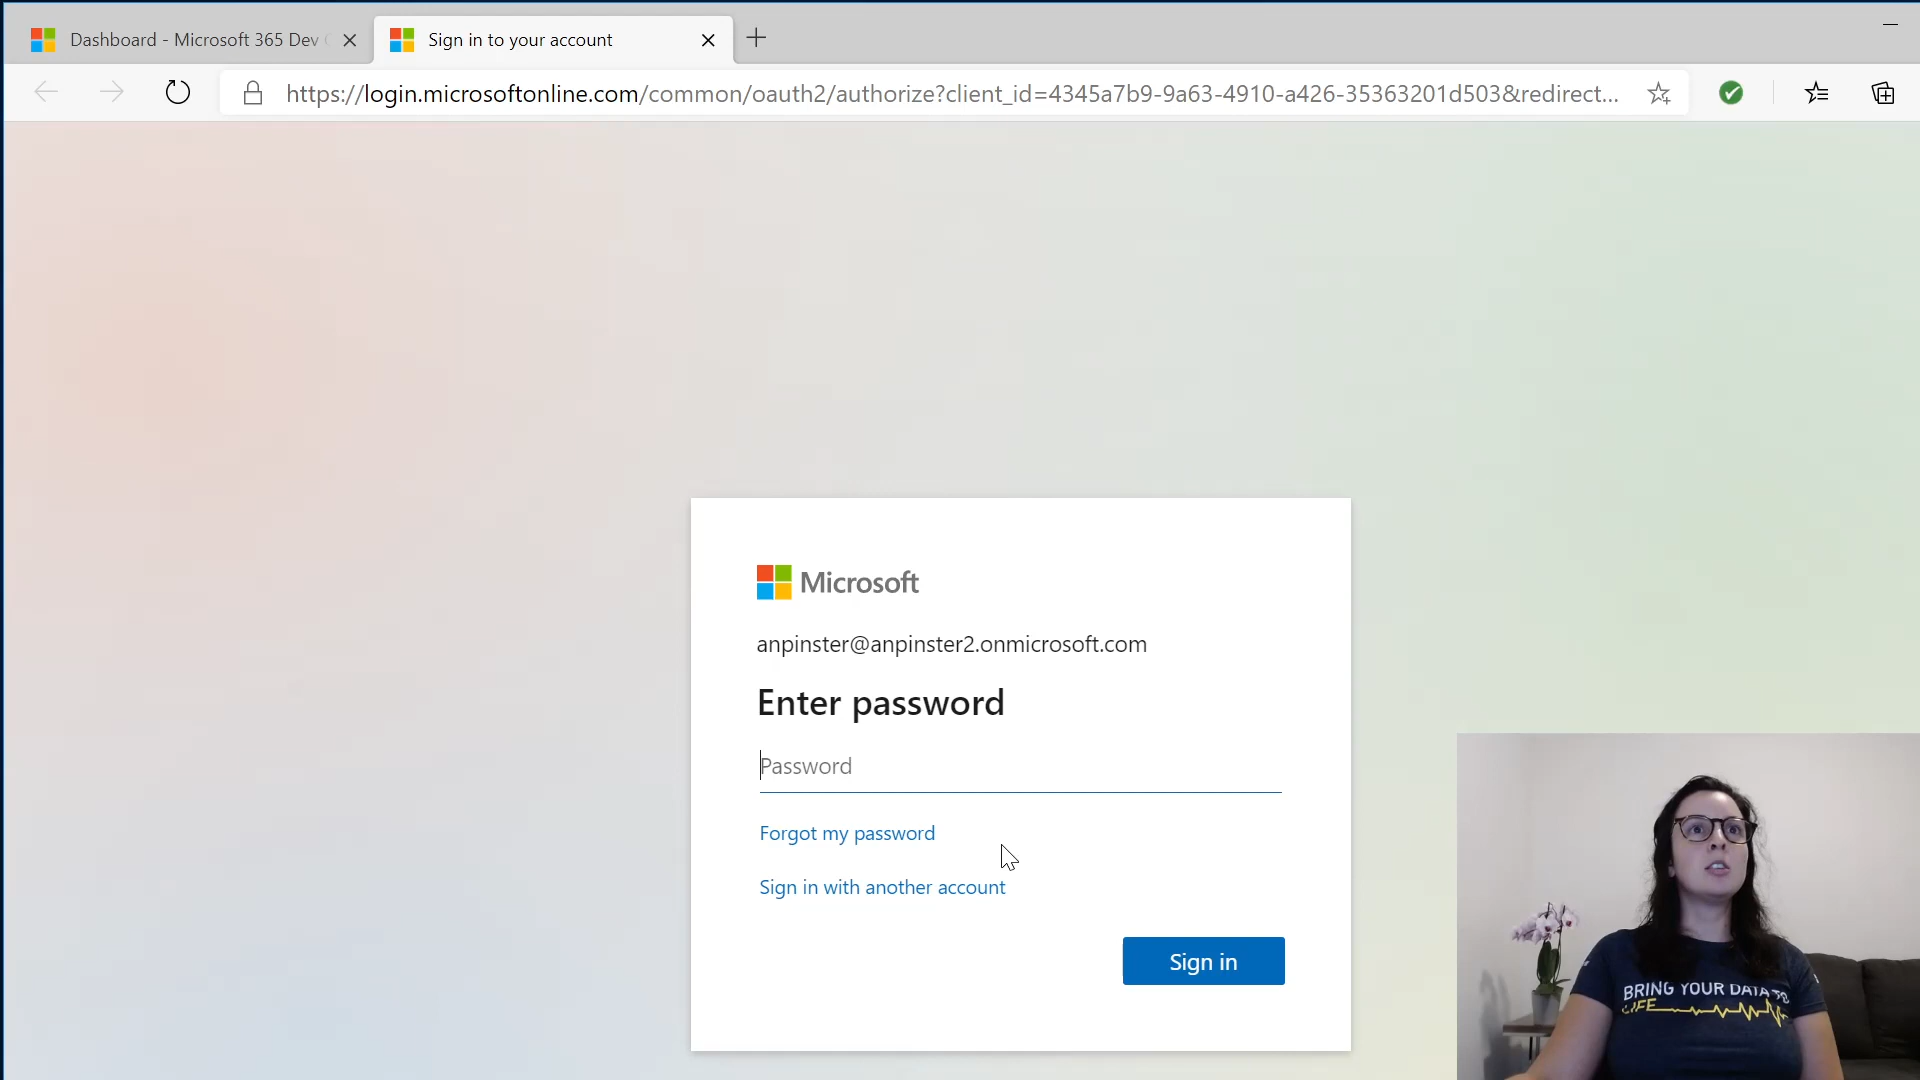 Dashboard - Microsoft 365 Dev
Sign in to your account
https://login.microsoftonline.com/common/oauth2/authorize?client_id=4345a7b9-9a63-4910-a426-35363201d503&redirect...
Microsoft
anpinster@anpinster2.onmicrosoft.com
Enter password
Password
Forgot my password
Sign in with another account
Sign in
BRING YOUR DATA TO
LIFE